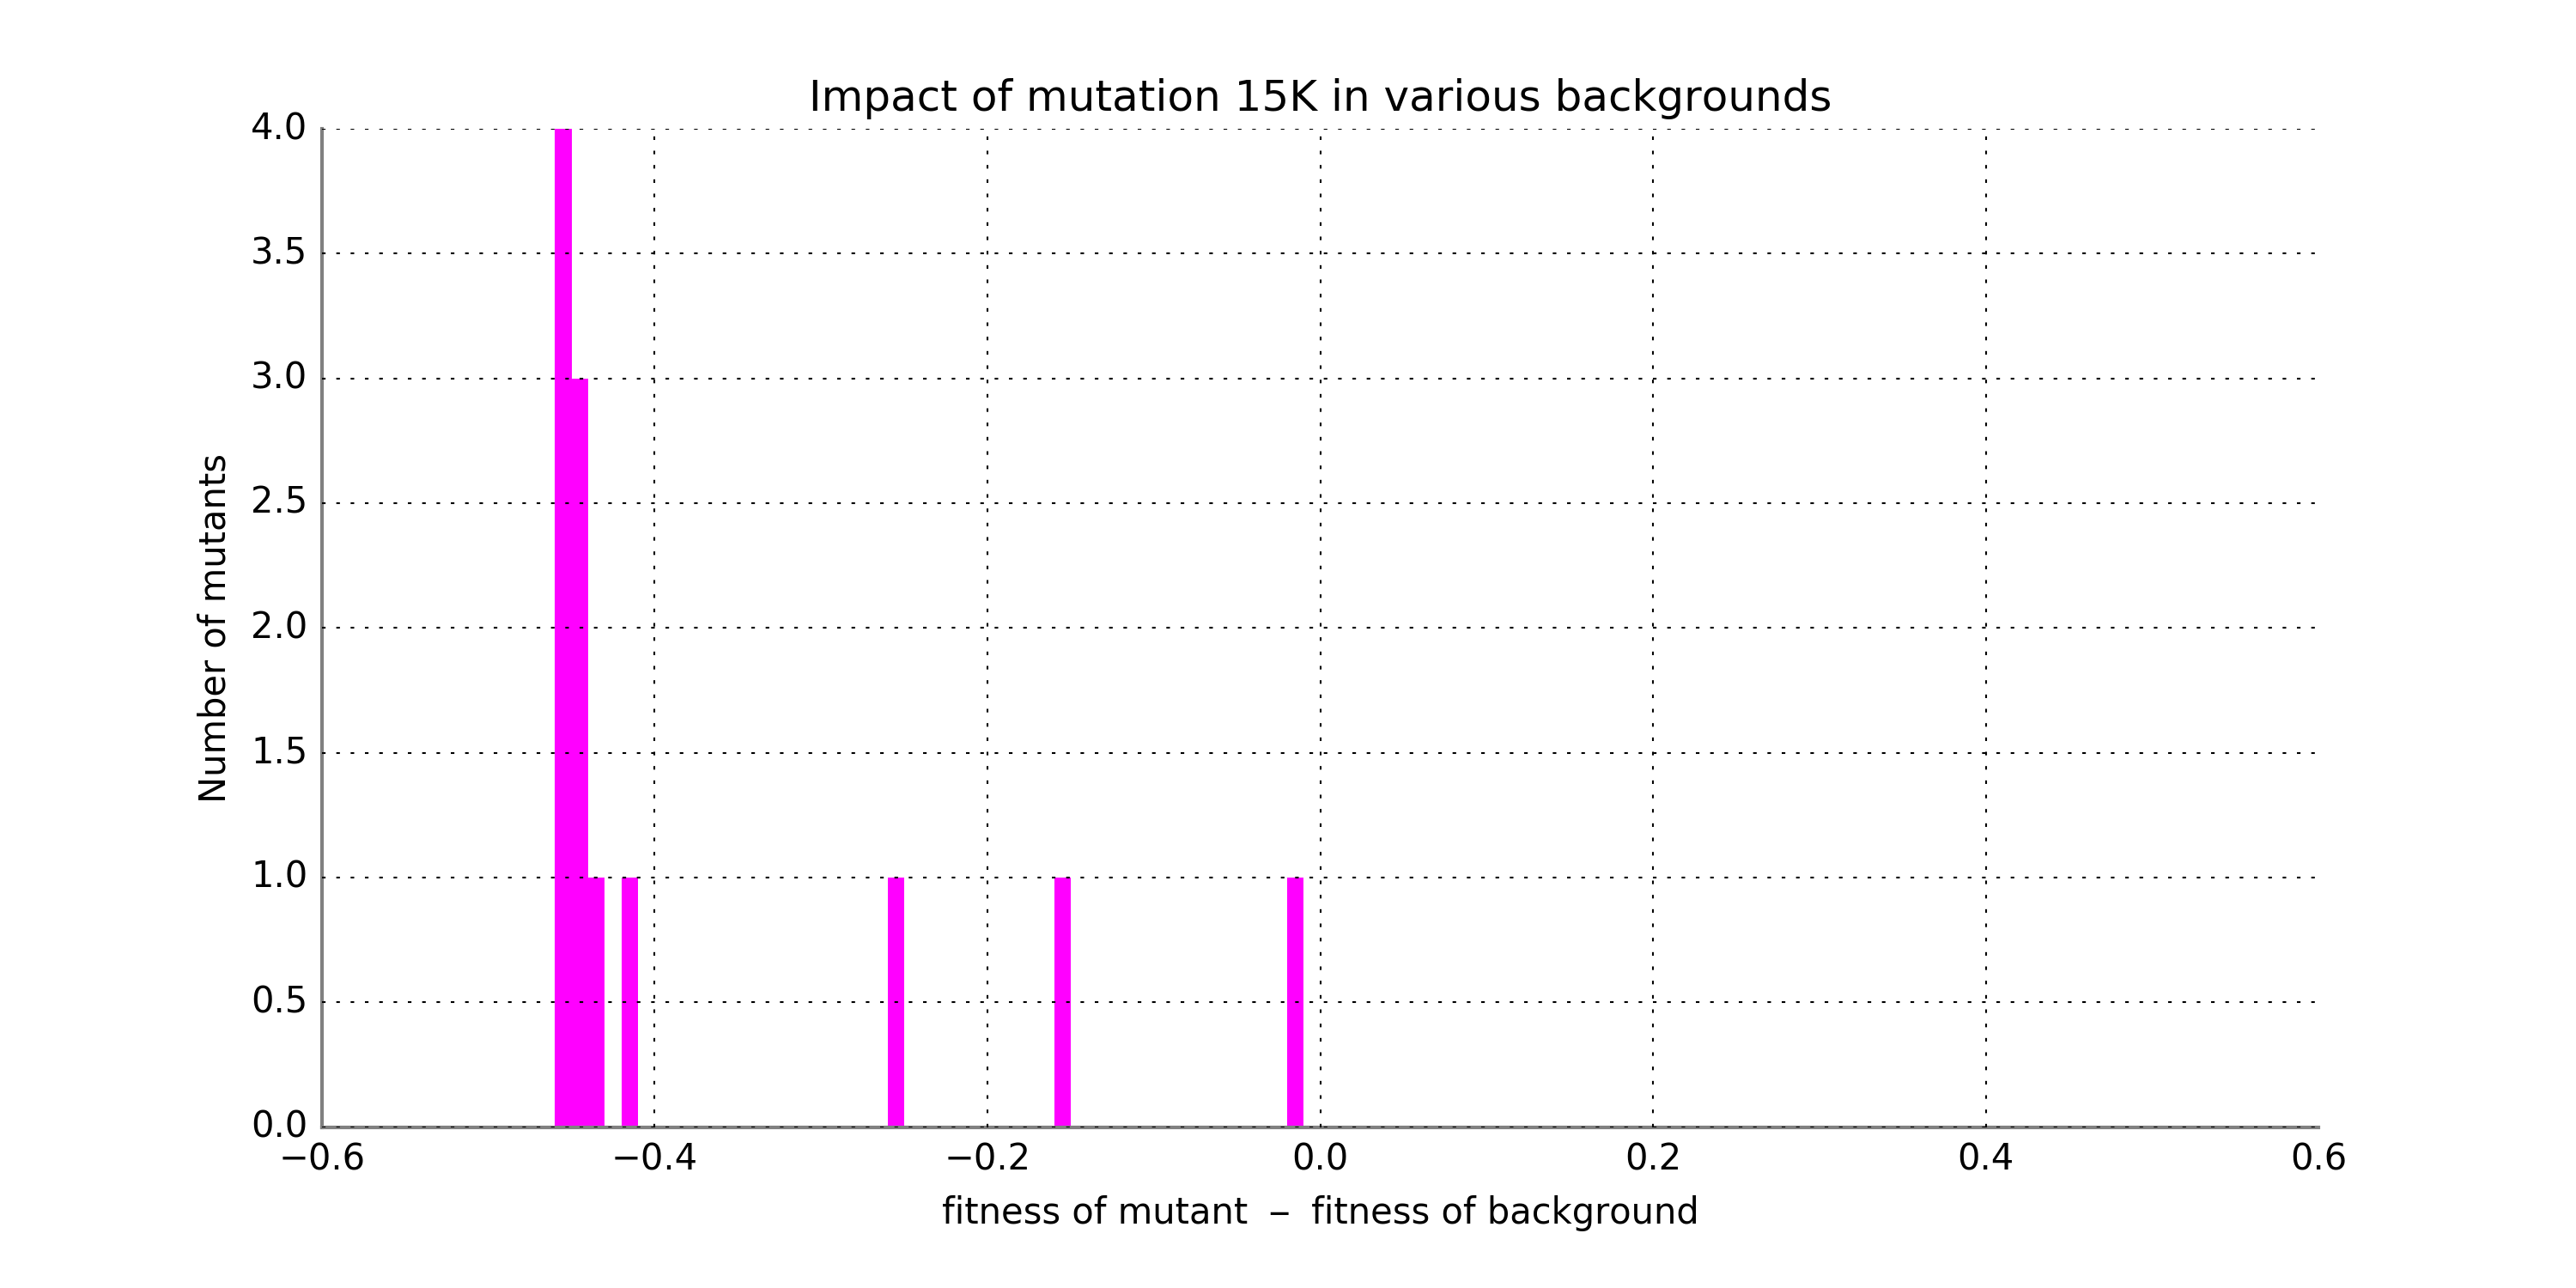 Impact of mutation 15K in various backgrounds
4.0
3.5
3.0
2.5
2.0
1.5
1.0
0.5
0.0
Number of mutants
−0.6 −0.4 −0.2 0.0 0.2 0.4 0.6
fitness of mutant − fitness of background